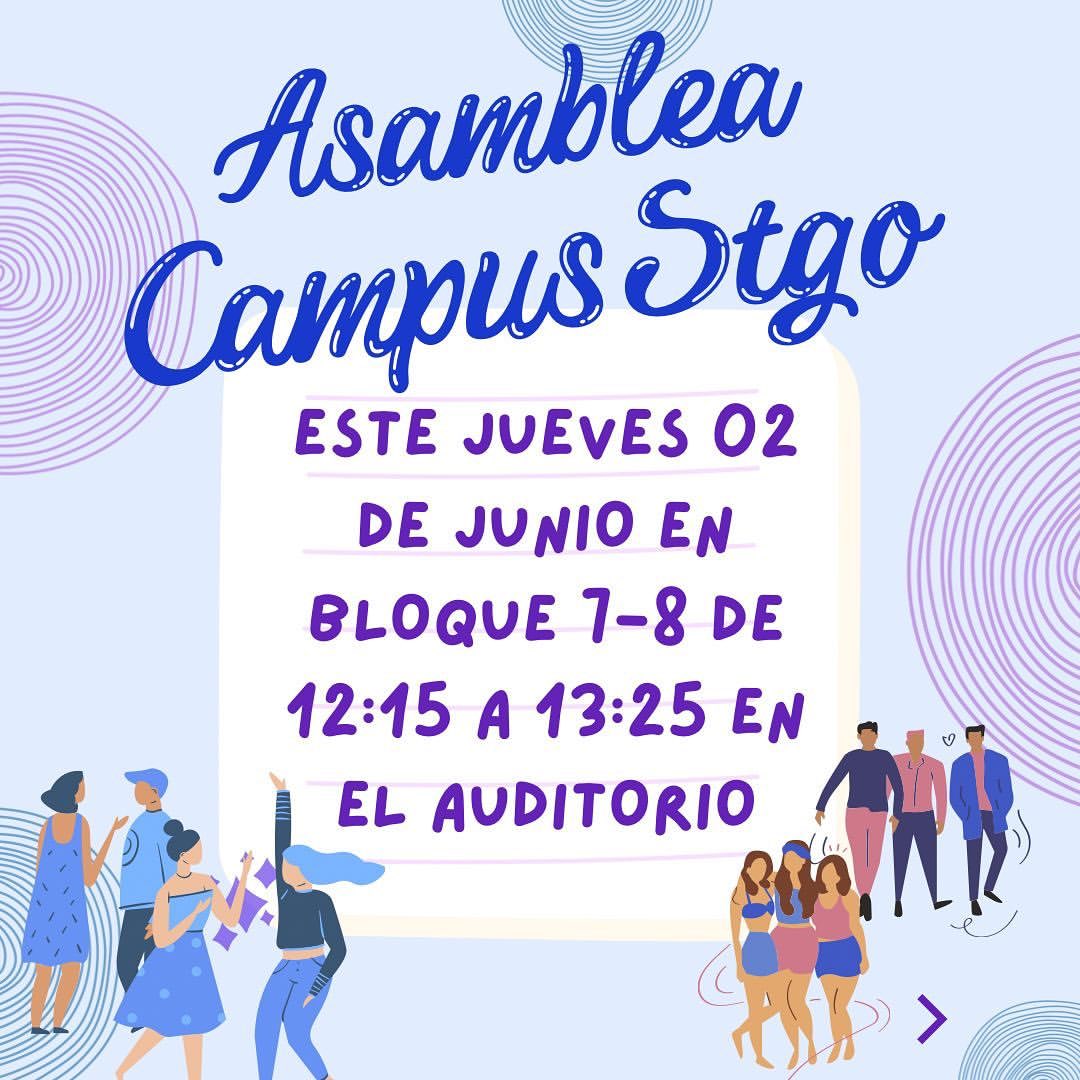 Asamblea
Campus Stgo
ESTE JUEVES 02
DE JUNIO EN
BLOQUE 7-8 DE
12:15 A 13:25 EN
EL AUDITORIO